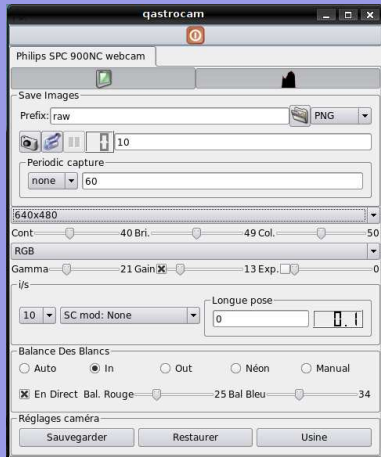 qastrocam
Philips SPC 900NC webcam
Save Images
Prefix: raw PNG
0 10
Periodic capture
none 60
640x480
Cont 40 Bri. 49 Col. 50
RGB
Gamma 21 Gain 13 Exp. 0
i/s
Longue pose
10 SC mod: None 0 0.1
Balance Des Blancs
Auto In Out Néon Manual
En Direct Bal. Rouge 25 Bal Bleu 34
Réglages caméra
Sauvegarder Restaurer Usine